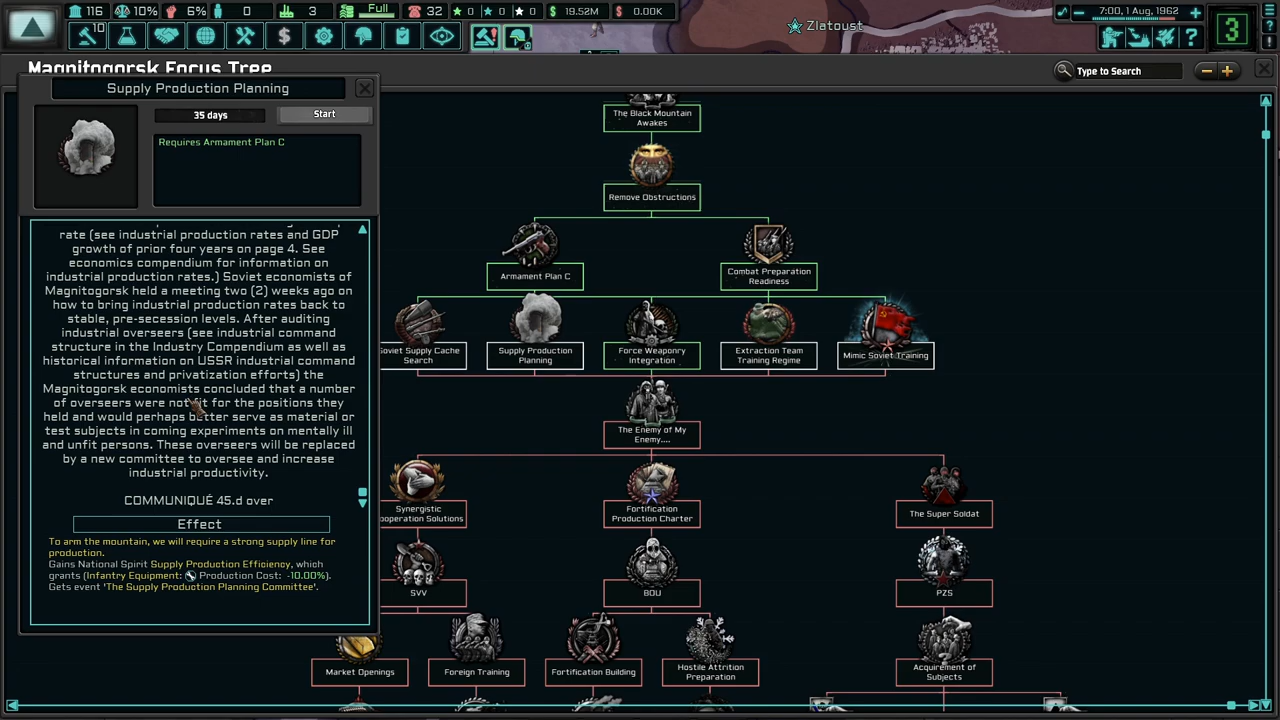 116
10%
6%
0
3
Full
32
0
0
0
19.52M
0.00K
Zlatoust
7:00, 1 Aug, 1962
10
3
Magnitogorsk Focus Tree
Type to Search
Supply Production Planning
35 days
Start
Requires Armament Plan C
rate (see industrial production rates and GDP
growth of prior four years on page 4. See
economics compendium for information on
industrial production rates.) Soviet economists of
Magnitogorsk held a meeting two (2) weeks ago on
how to bring industrial production rates back to
stable, pre-secession levels. After auditing
industrial overseers (see industrial command
structure in the Industry Compendium as well as
historical information on USSR industrial command
structures and privatization efforts) the
Magnitogorsk economists concluded that a number
of overseers were not fit for the positions they
held and would perhaps better serve as material or
test subjects in coming experiments on mentally ill
and unfit persons. These overseers will be replaced
by a new committee to oversee and increase
industrial productivity.
COMMUNIQUÉ 45.d over
Effect
To arm the mountain, we will require a strong supply line for
production.
Gains National Spirit Supply Production Efficiency, which
grants (Infantry Equipment: Production Cost: -10.00%).
Gets event 'The Supply Production Planning Committee'.
The Black Mountain
Awakes
Remove Obstructions
Armament Plan C
Combat Preparation
Readiness
Soviet Supply Cache
Search
Supply Production
Planning
Force Weaponry
Integration
Extraction Team
Training Regime
Mimic Soviet Training
The Enemy of My
Enemy....
Synergistic
ooperation Solutions
Fortification
Production Charter
The Super Soldat
SVV
BOU
PZS
Market Openings
Foreign Training
Fortification Building
Hostile Attrition
Preparation
Acquirement of
Subjects